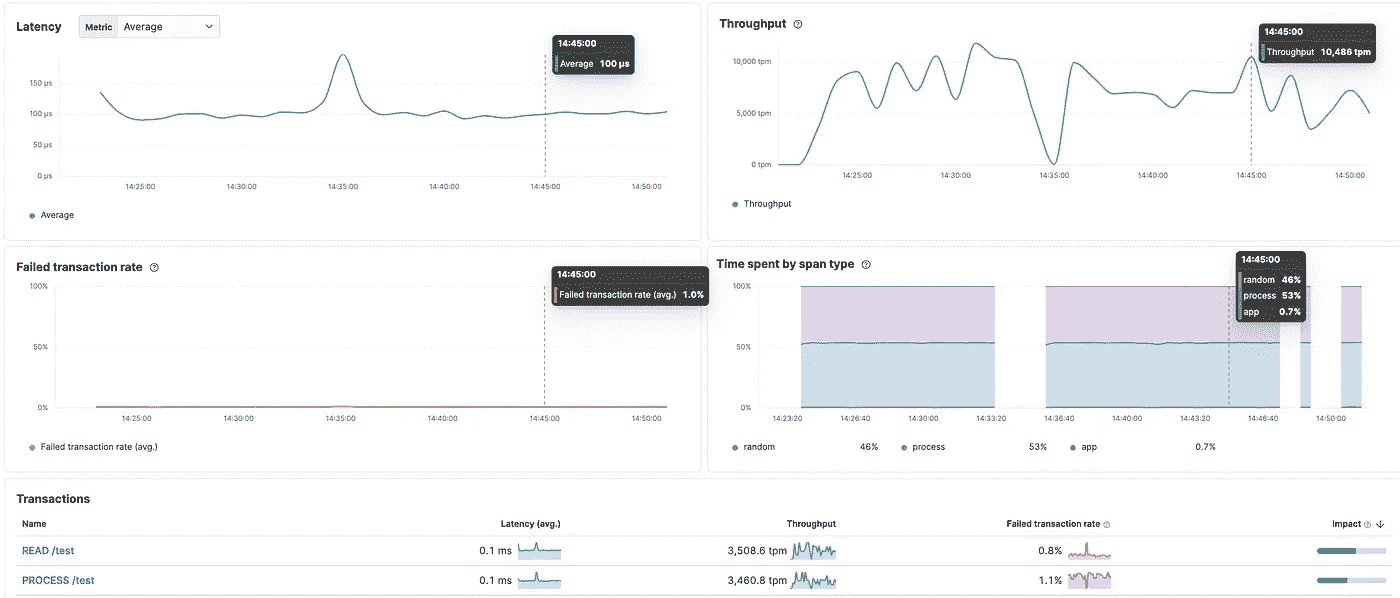 Latency
Metric Average
14:45:00
Average 100 µs
150 µs
100 µs
50 µs
0 µs
14:25:00 14:30:00 14:35:00 14:40:00 14:45:00 14:50:00
Average
Throughput
14:45:00
Throughput 10,486 tpm
10,000 tpm
5,000 tpm
0 tpm
14:25:00 14:30:00 14:35:00 14:40:00 14:45:00 14:50:00
Throughput
Failed transaction rate
14:45:00
Failed transaction rate (avg.) 1.0%
100%
50%
0%
14:25:00 14:30:00 14:35:00 14:40:00 14:45:00 14:50:00
Failed transaction rate (avg.)
Time spent by span type
14:45:00
random 46%
process 53%
app 0.7%
100%
50%
0%
14:23:20 14:26:40 14:30:00 14:33:20 14:36:40 14:40:00 14:43:20 14:46:40 14:50:00
random 46% process 53% app 0.7%
Transactions
Name Latency (avg.) Throughput Failed transaction rate Impact
READ /test 0.1 ms 3,508.6 tpm 0.8%
PROCESS /test 0.1 ms 3,460.8 tpm 1.1%